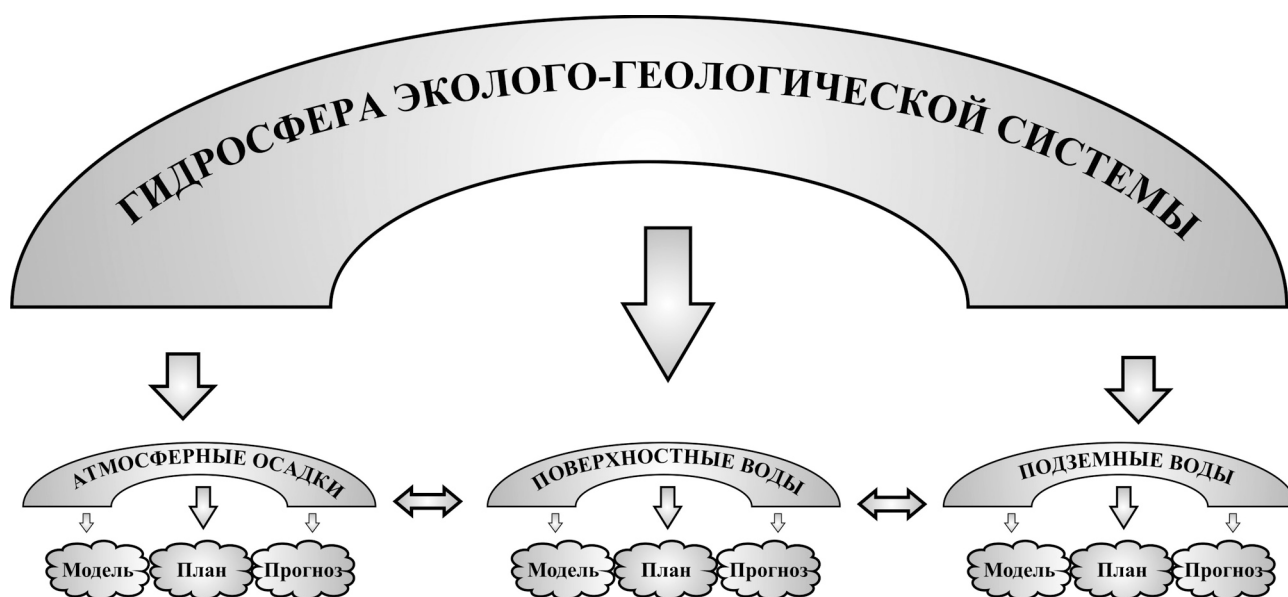 ГИДРОСФЕРА ЭКОЛОГО-ГЕОЛОГИЧЕСКОЙ СИСТЕМЫ
АТМОСФЕРНЫЕ ОСАДКИ
ПОВЕРХНОСТНЫЕ ВОДЫ
ПОДЗЕМНЫЕ ВОДЫ
Модель План Прогноз
Модель План Прогноз
Модель План Прогноз